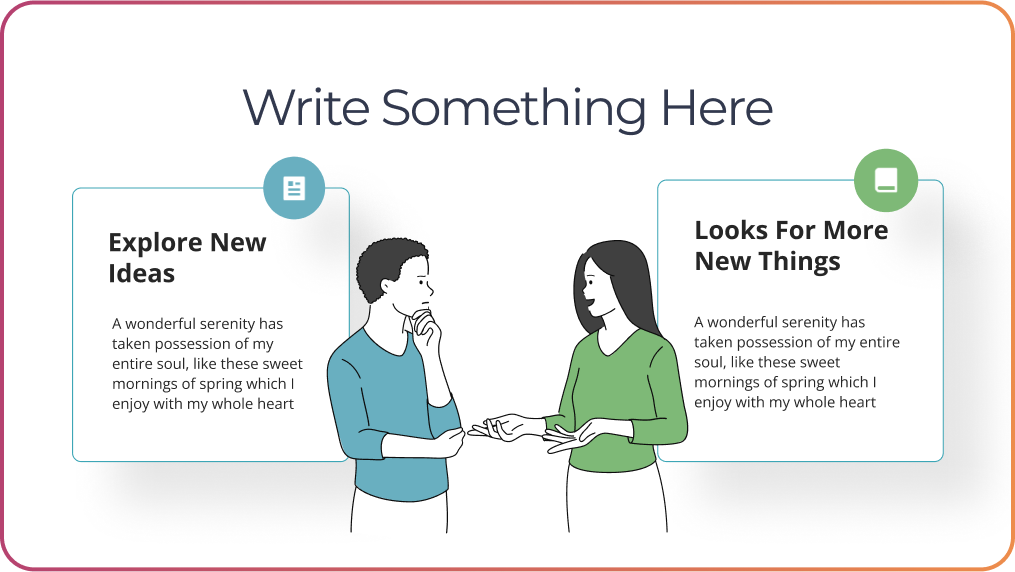 Write Something Here
Explore New
Ideas
A wonderful serenity has
taken possession of my
entire soul, like these sweet
mornings of spring which I
enjoy with my whole heart
Looks For More
New Things
A wonderful serenity has
taken possession of my entire
soul, like these sweet
mornings of spring which I
enjoy with my whole heart